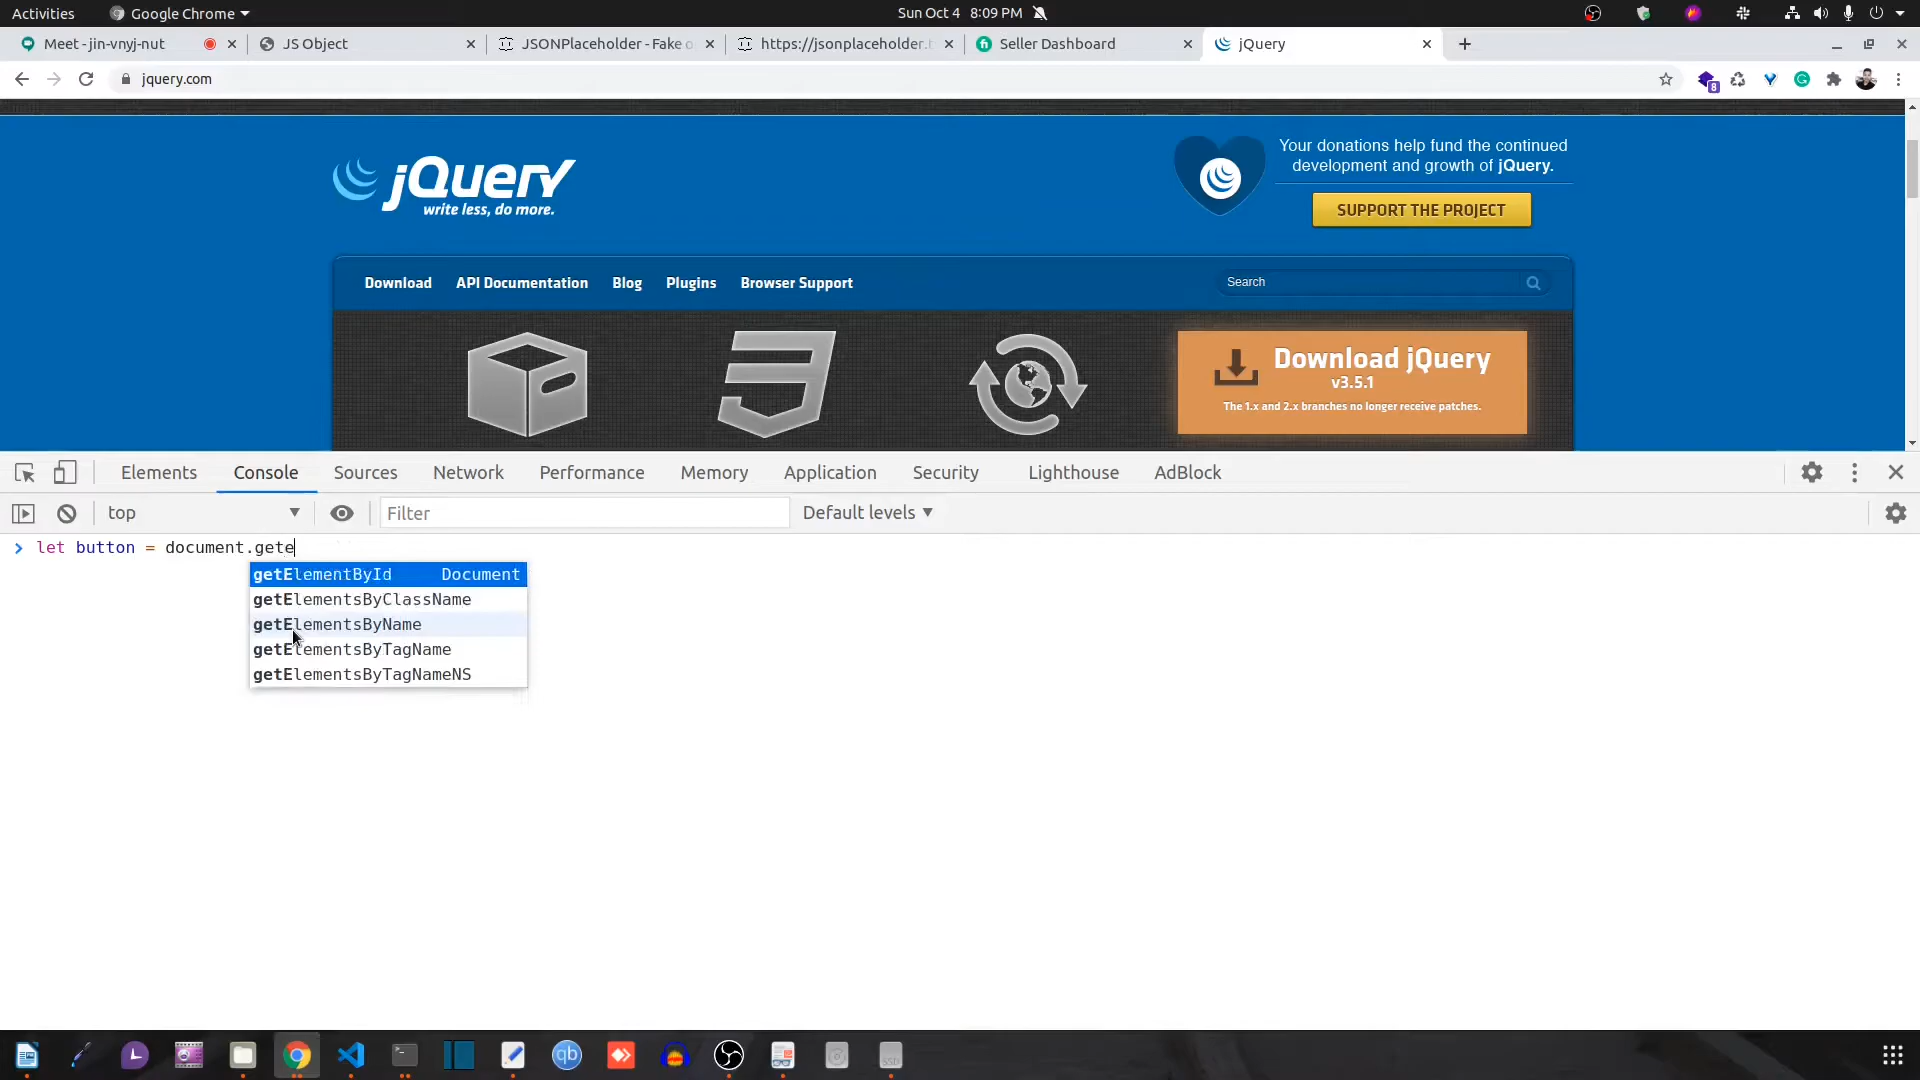 Activities
Google Chrome
Sun Oct 4 8:09 PM
Meet - jin-vnyj-nut
JS Object
JSONPlaceholder - Fake o
https://jsonplaceholder.t
Seller Dashboard
jQuery
jquery.com
8
jQuery
write less, do more.
Your donations help fund the continued
development and growth of jQuery.
SUPPORT THE PROJECT
Download
API Documentation
Blog
Plugins
Browser Support
Search
Download jQuery
v3.5.1
The 1.x and 2.x branches no longer receive patches.
Elements
Console
Sources
Network
Performance
Memory
Application
Security
Lighthouse
AdBlock
top
Filter
Default levels
let button = document.gete
getElementById Document
getElementsByClassName
getElementsByName
getElementsByTagName
getElementsByTagNameNS
qb